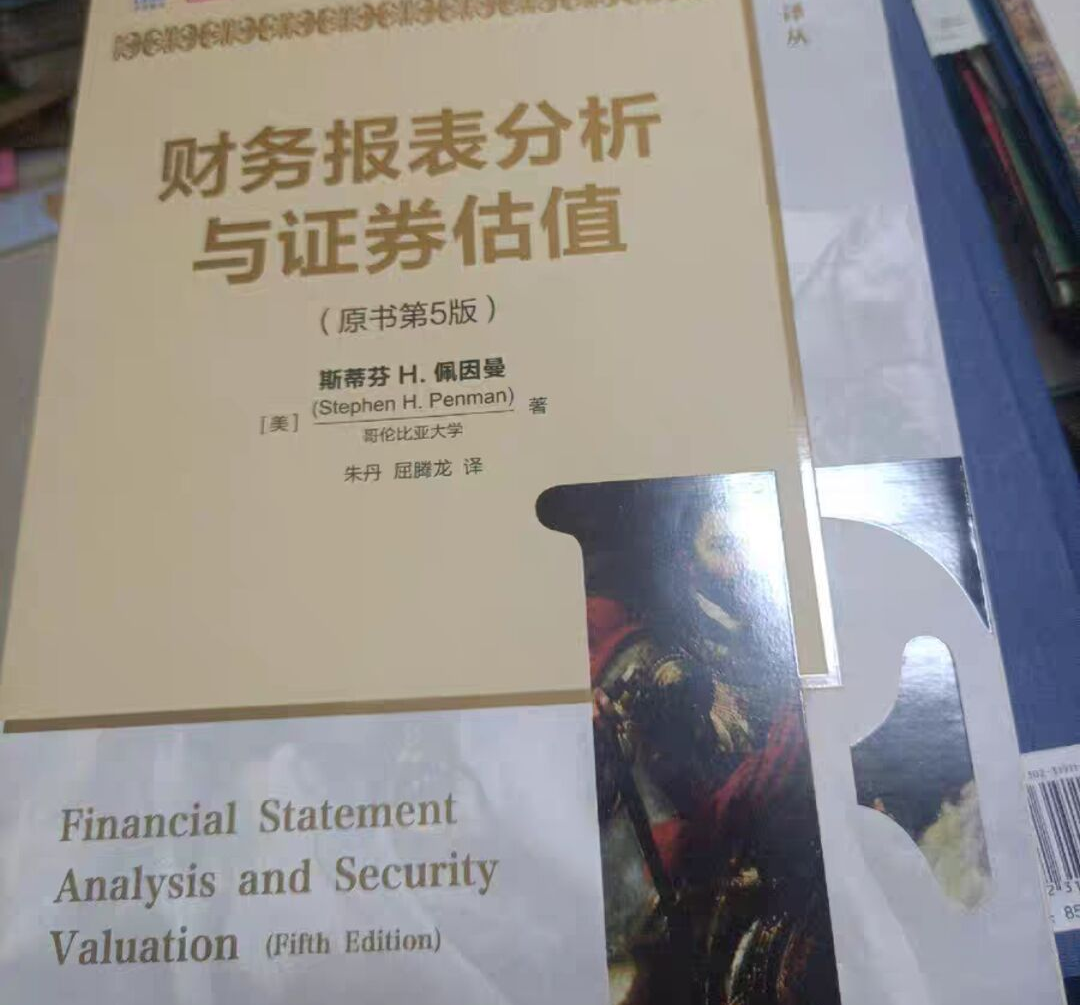 译丛
财务报表分析
与证券估值
（原书第5版）
斯蒂芬 H. 佩因曼
[美] (Stephen H. Penman) 著
哥伦比亚大学
朱丹 屈腾龙 译
Financial Statement
Analysis and Security
Valuation (Fifth Edition)